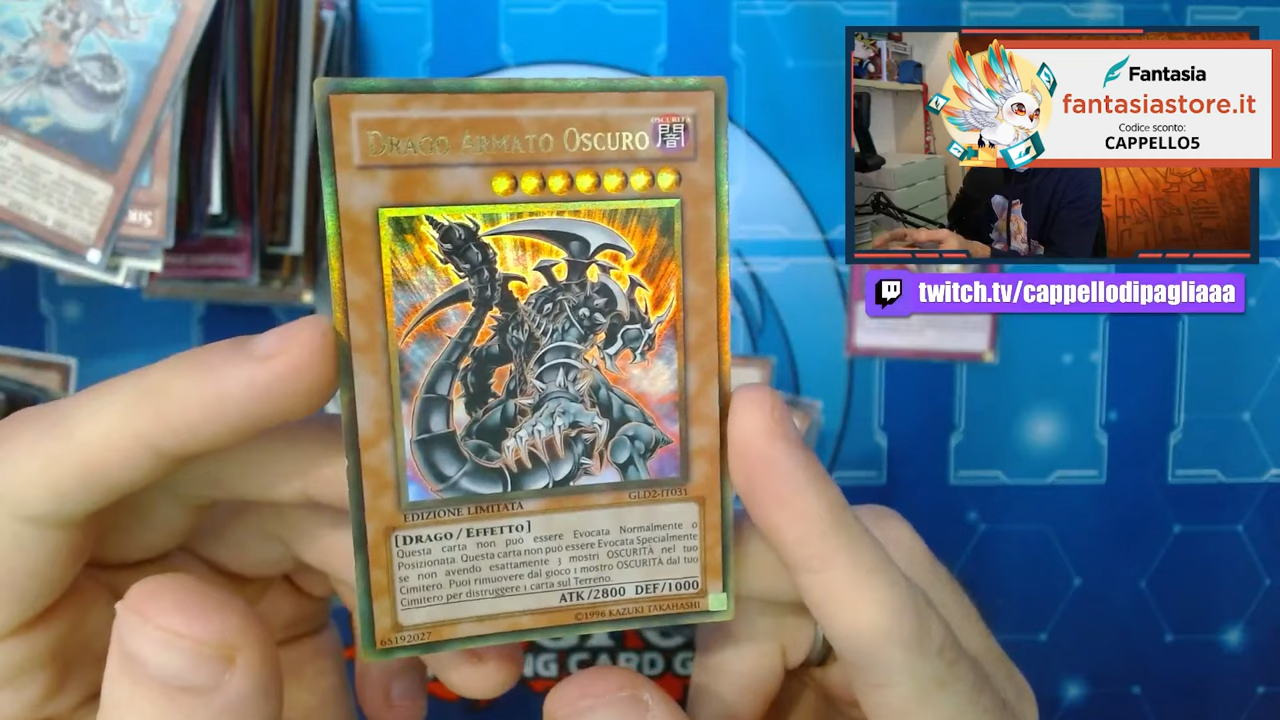 DRAGO ARMATO OSCURO
OSCURITÀ
闇
GLD2-IT031
EDIZIONE LIMITATA
[DRAGO/EFFETTO]
Questa carta non può essere Evocata Normalmente o
Posizionata. Questa carta non può essere Evocata Specialmente
se non avendo esattamente 3 mostri OSCURITÀ nel tuo
Cimitero. Puoi rimuovere dal gioco 1 mostro OSCURITÀ dal tuo
Cimitero per distruggere 1 carta sul Terreno.
ATK/2800 DEF/1000
65192027
©1996 KAZUKI TAKAHASHI
Fantasia
fantasiastore.it
Codice sconto:
CAPPELLO5
twitch.tv/cappellodipagliaaa
NG CARD G